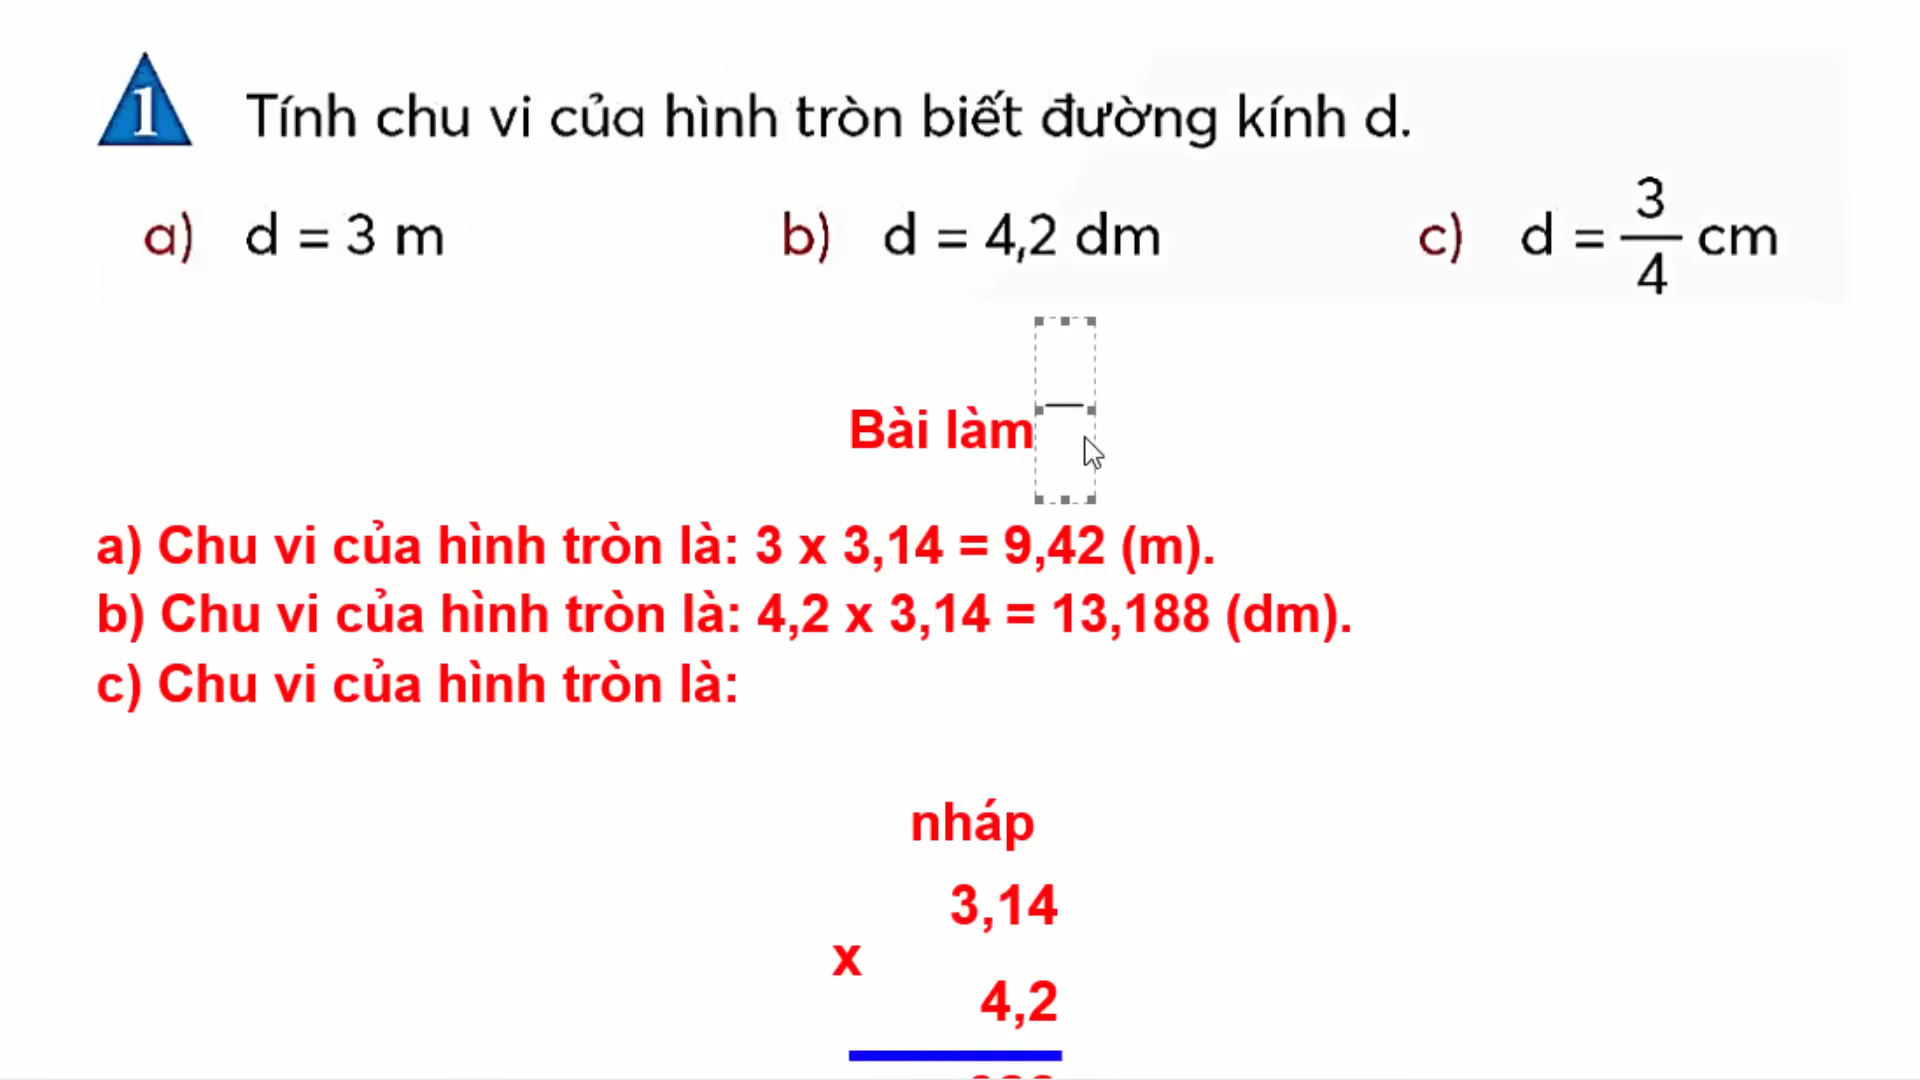 1 Tính chu vi của hình tròn biết đường kính d.
a) d = 3 m b) d = 4,2 dm c) d = 3/4 cm
Bài làm
a) Chu vi của hình tròn là: 3 x 3,14 = 9,42 (m).
b) Chu vi của hình tròn là: 4,2 x 3,14 = 13,188 (dm).
c) Chu vi của hình tròn là:
nháp
3,14
x
4,2